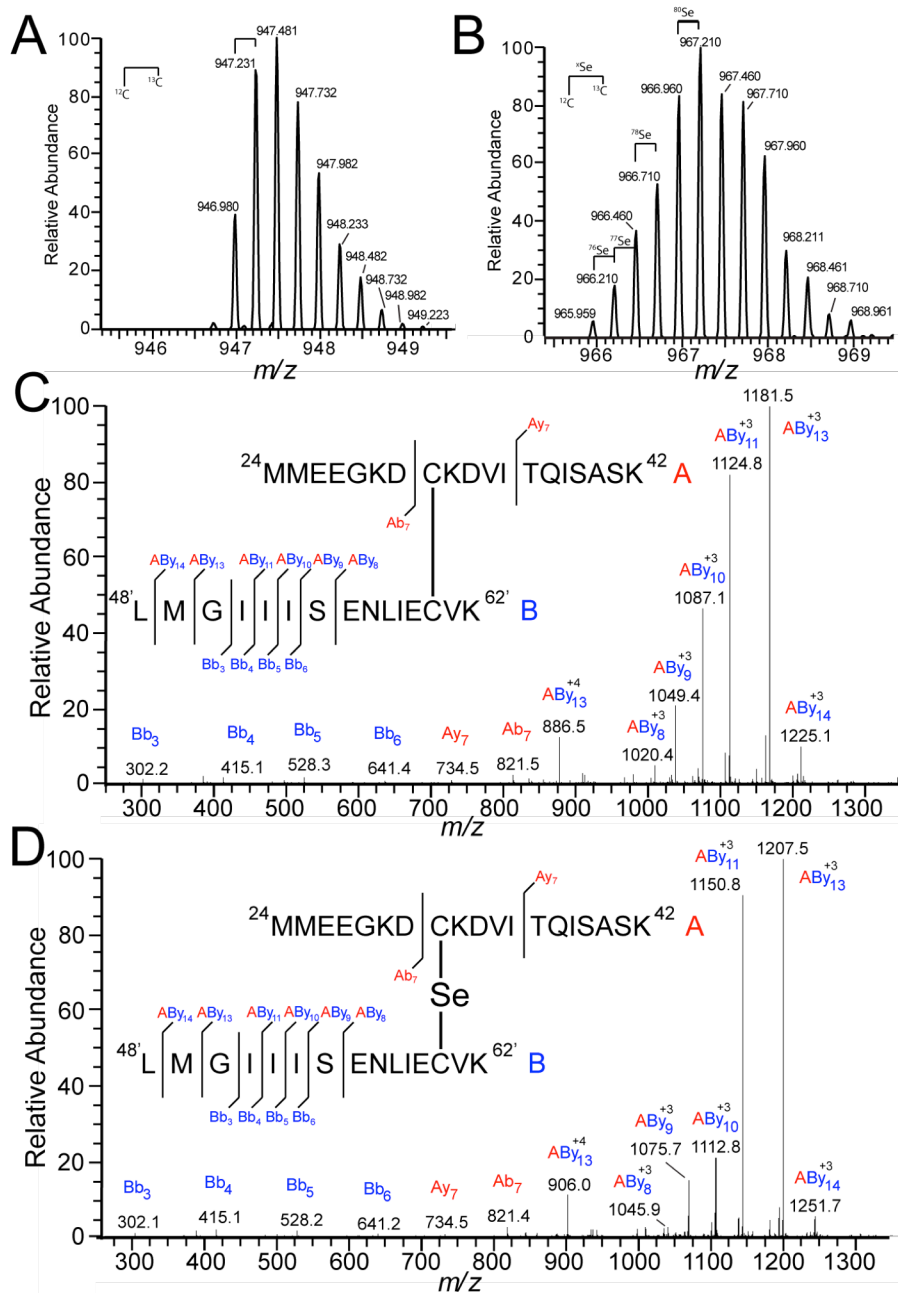 A
Relative Abundance
100
80
60
40
20
0
12C
13C
947.481
947.231
947.732
947.982
946.980
948.233
948.482
948.732
948.982
949.223
946
947
948
949
m/z
B
Relative Abundance
100
80
60
40
20
0
xSe
12C
13C
80Se
967.210
966.960
967.460
967.710
78Se
966.710
967.960
966.460
76Se
77Se
966.210
968.211
968.461
965.959
968.710
968.961
966
967
968
969
m/z
C
Relative Abundance
100
80
60
40
20
0
1181.5
ABy11 +3
1124.8
ABy13 +3
Ay7
24MMEEGKDCKDVITQISASK42 A
Ab7
ABy14 ABy13 ABy11 ABy10 ABy9 ABy8
48'LMGIIISENLIECVK62' B
Bb3 Bb4 Bb5 Bb6
ABy10 +3
1087.1
ABy9 +3
1049.4
ABy13 +4
886.5
ABy8 +3
1020.4
ABy14 +3
1225.1
Bb3
302.2
Bb4
415.1
Bb5
528.3
Bb6
641.4
Ay7
734.5
Ab7
821.5
300 400 500 600 700 800 900 1000 1100 1200 1300
m/z
D
Relative Abundance
100
80
60
40
20
0
ABy11 +3
1150.8
1207.5
ABy13 +3
Ay7
24MMEEGKDCKDVITQISASK42 A
Ab7
Se
ABy14 ABy13 ABy11 ABy10 ABy9 ABy8
48'LMGIIISENLIECVK62' B
Bb3 Bb4 Bb5 Bb6
ABy9 +3
1075.7
ABy10 +3
1112.8
ABy13 +4
906.0
ABy8 +3
1045.9
ABy14 +3
1251.7
Bb3
302.1
Bb4
415.1
Bb5
528.2
Bb6
641.2
Ay7
734.5
Ab7
821.4
300 400 500 600 700 800 900 1000 1100 1200 1300
m/z